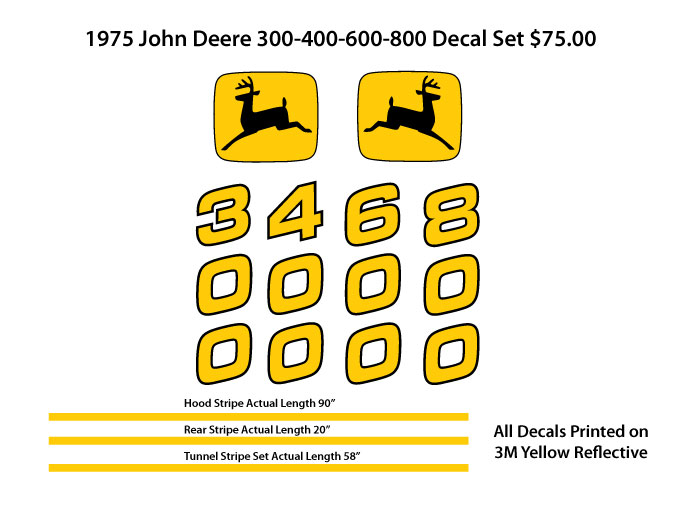 1975 John Deere 300-400-600-800 Decal Set $75.00
3 4 6 8
0 0 0 0
0 0 0 0
Hood Stripe Actual Length 90”
Rear Stripe Actual Length 20”
Tunnel Stripe Set Actual Length 58”
All Decals Printed on
3M Yellow Reflective